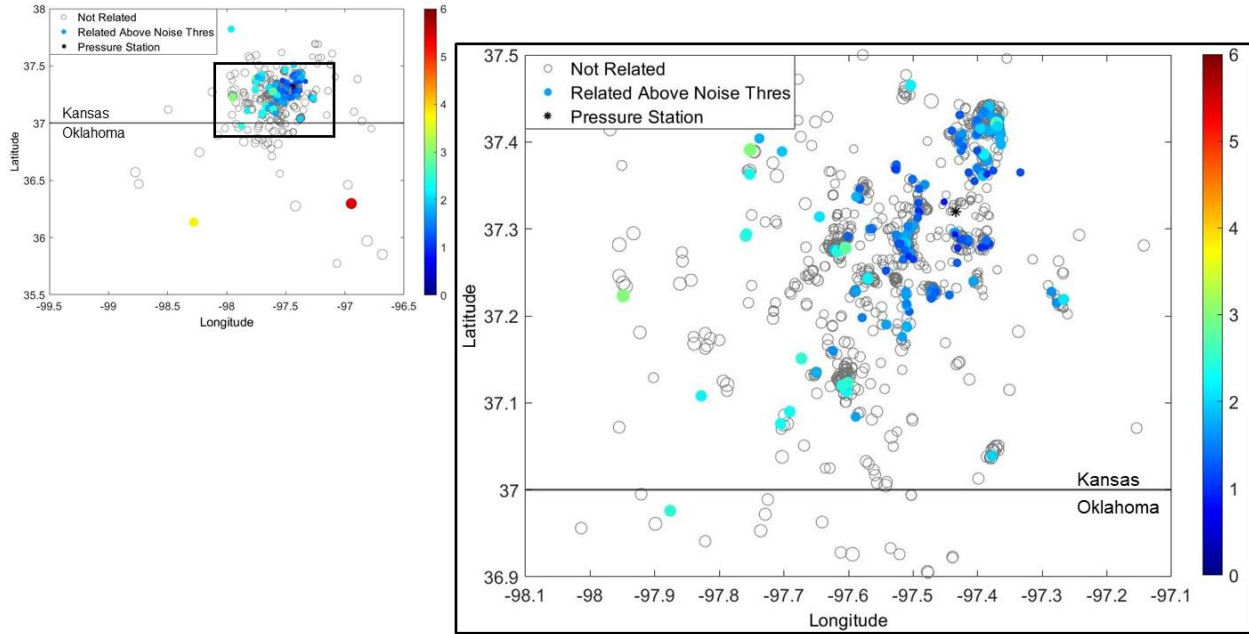 38
37.5
37
36.5
36
35.5
Latitude
Not Related
Related Above Noise Thres
Pressure Station
Kansas
Oklahoma
-99.5 -99 -98.5 -98 -97.5 -97 -96.5
Longitude
6
5
4
3
2
1
0
37.5
37.4
37.3
37.2
37.1
37
36.9
Latitude
Not Related
Related Above Noise Thres
Pressure Station
Kansas
Oklahoma
-98.1 -98 -97.9 -97.8 -97.7 -97.6 -97.5 -97.4 -97.3 -97.2 -97.1
Longitude
6
5
4
3
2
1
0